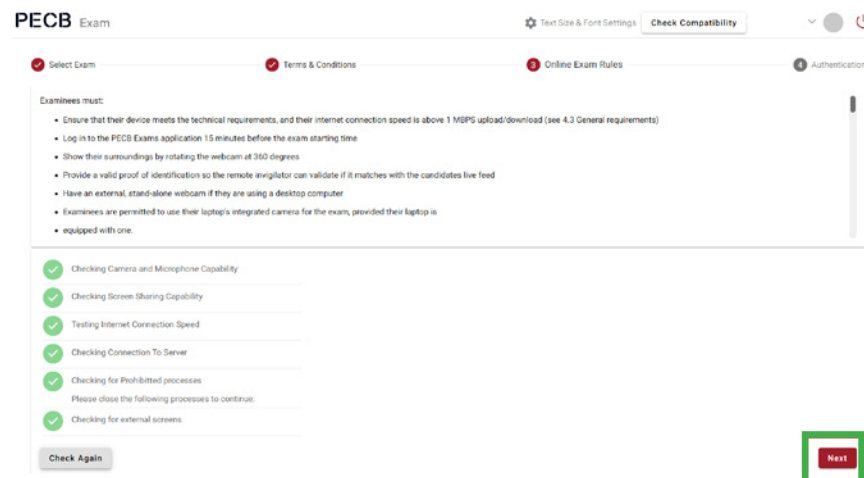 PECB Exam
Text Size & Font Settings
Check Compatibility
Select Exam
Terms & Conditions
3 Online Exam Rules
4 Authentication
Examinees must:
• Ensure that their device meets the technical requirements, and their internet connection speed is above 1 MBPS upload/download (see 4.3 General requirements)
• Log in to the PECB Exams application 15 minutes before the exam starting time
• Show their surroundings by rotating the webcam at 360 degrees
• Provide a valid proof of identification so the remote invigilator can validate if it matches with the candidates live feed
• Have an external, stand-alone webcam if they are using a desktop computer
• Examinees are permitted to use their laptop's integrated camera for the exam, provided their laptop is
• equipped with one.
Checking Camera and Microphone Capability
Checking Screen Sharing Capability
Testing Internet Connection Speed
Checking Connection To Server
Checking for Prohibitted processes
Please close the following processes to continue:
Checking for external screens
Check Again
Next